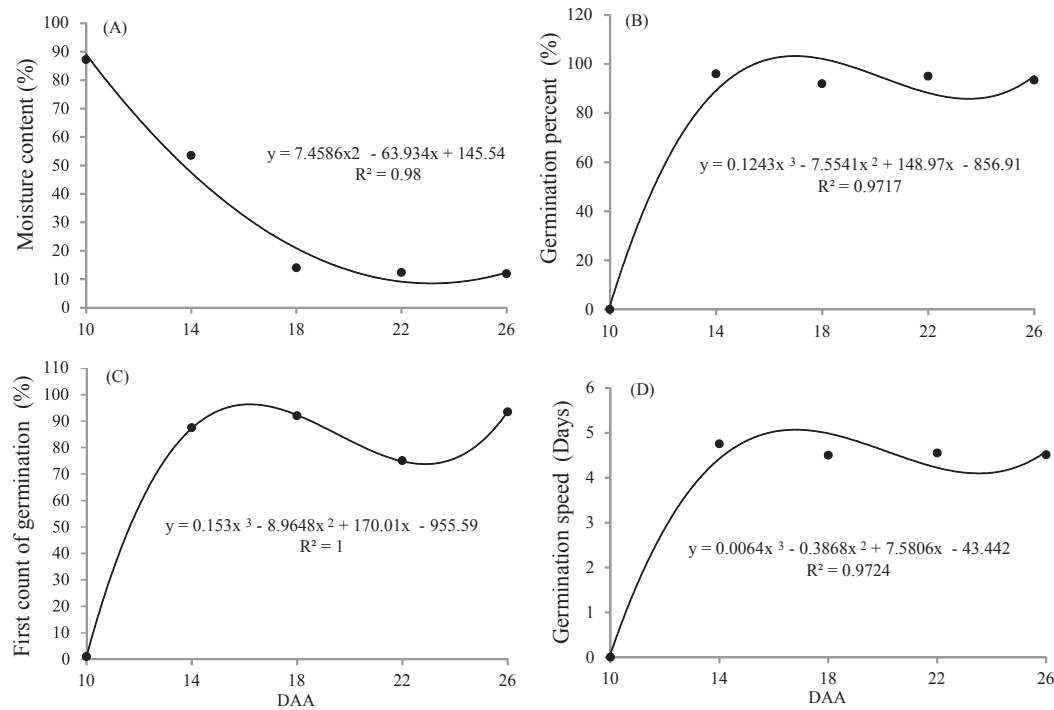 (A)
Moisture content (%)
100
90
80
70
60
50
40
30
20
10
0
y = 7.4586x2 - 63.934x + 145.54
R² = 0.98
10 14 18 22 26
(B)
Germination percent (%)
120
100
80
60
40
20
0
y = 0.1243x ³ - 7.5541x ² + 148.97x - 856.91
R² = 0.9717
10 14 18 22 26
(C)
First count of germination (%)
110
100
90
80
70
60
50
40
30
20
10
0
y = 0.153x ³ - 8.9648x ² + 170.01x - 955.59
R² = 1
10 14 18 22 26
DAA
(D)
Germination speed (Days)
6
5
4
3
2
1
0
y = 0.0064x ³ - 0.3868x ² + 7.5806x - 43.442
R² = 0.9724
10 14 18 22 26
DAA